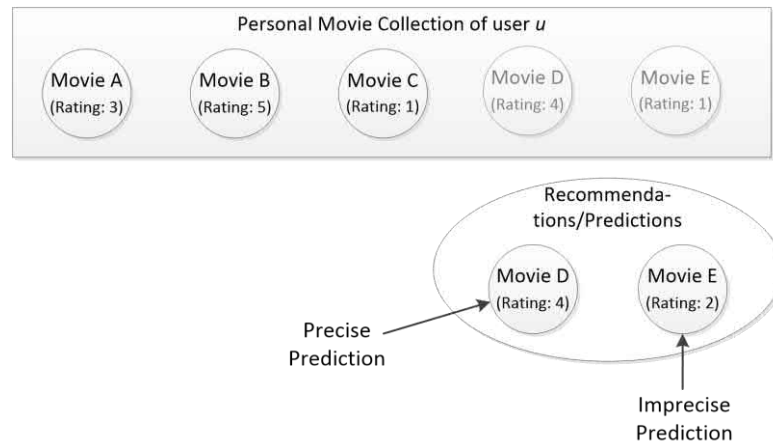 Personal Movie Collection of user u
Movie A
(Rating: 3)
Movie B
(Rating: 5)
Movie C
(Rating: 1)
Movie D
(Rating: 4)
Movie E
(Rating: 1)
Recommenda-
tions/Predictions
Movie D
(Rating: 4)
Movie E
(Rating: 2)
Precise
Prediction
Imprecise
Prediction